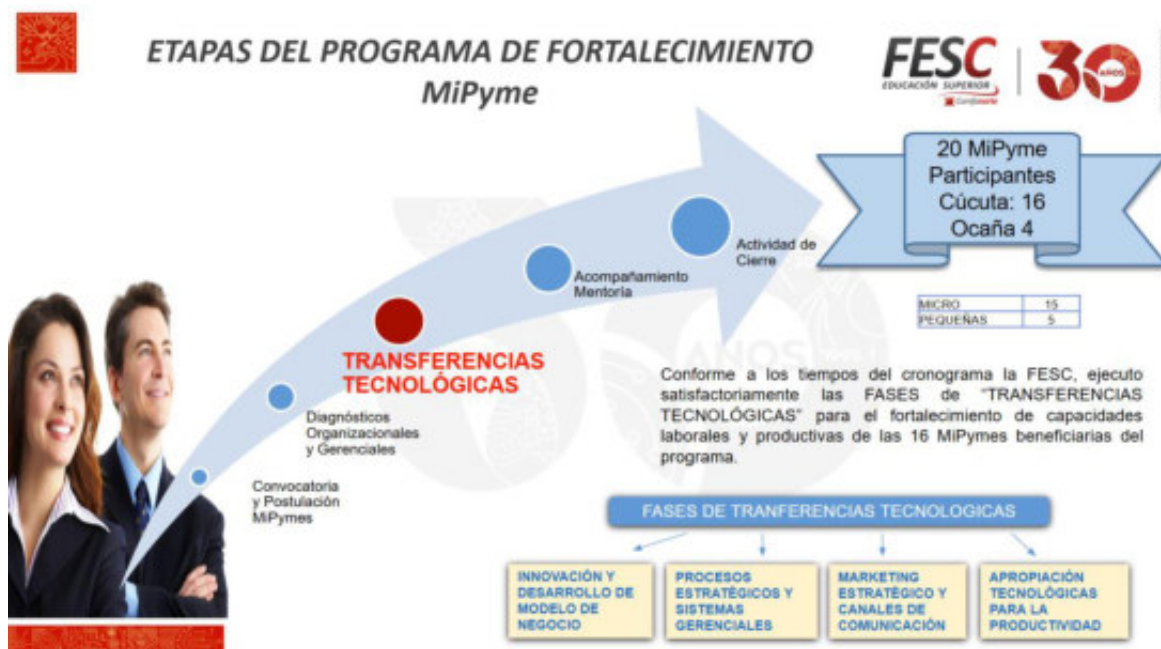 ETAPAS DEL PROGRAMA DE FORTALECIMIENTO
MiPyme
FESC
EDUCACIÓN SUPERIOR
Comfanorte
30
AÑOS
20 MiPyme
Participantes
Cúcuta: 16
Ocaña 4
Actividad de
Cierre
Acompañamiento
Mentoría
MICRO 15
PEQUEÑAS 5
TRANSFERENCIAS
TECNOLÓGICAS
Diagnósticos
Organizacionales
y Gerenciales
Convocatoria
y Postulación
MiPymes
Conforme a los tiempos del cronograma la FESC, ejecuto
satisfactoriamente las FASES de "TRANSFERENCIAS
TECNOLÓGICAS" para el fortalecimiento de capacidades
laborales y productivas de las 16 MiPymes beneficiarias del
programa.
FASES DE TRANFERENCIAS TECNOLOGICAS
INNOVACIÓN Y
DESARROLLO DE
MODELO DE
NEGOCIO
PROCESOS
ESTRATÉGICOS Y
SISTEMAS
GERENCIALES
MARKETING
ESTRATÉGICO Y
CANALES DE
COMUNICACIÓN
APROPIACIÓN
TECNOLÓGICAS
PARA LA
PRODUCTIVIDAD